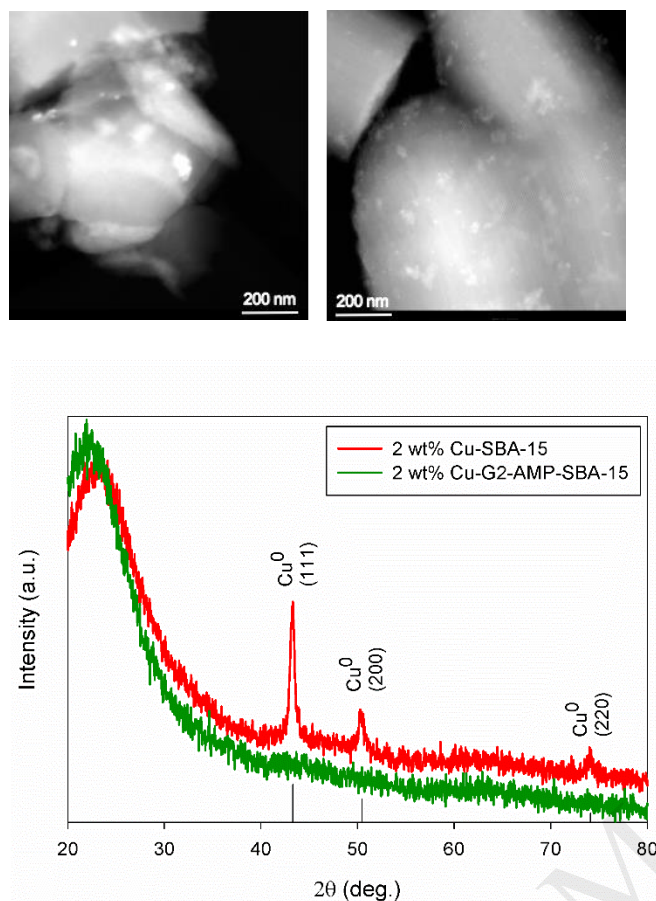 200 nm
200 nm
2 wt% Cu-SBA-15
2 wt% Cu-G2-AMP-SBA-15
Cu⁰
(111)
Cu⁰
(200)
Cu⁰
(220)
Intensity (a.u.)
20 30 40 50 60 70 80
2θ (deg.)